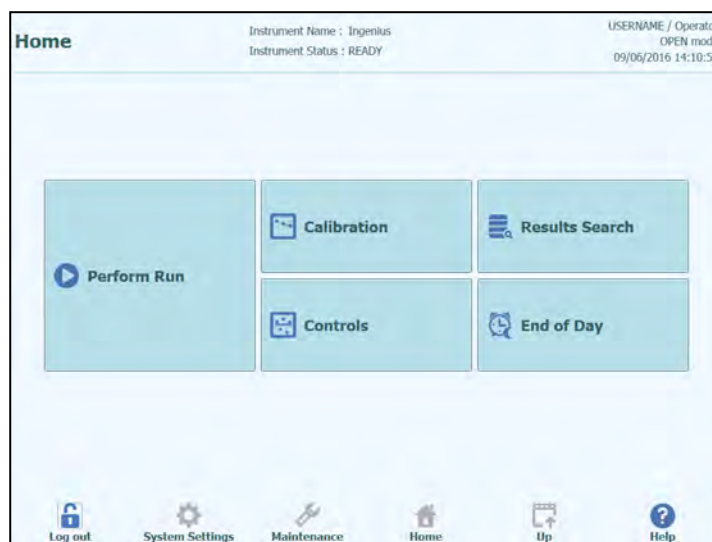 Home
Instrument Name : Ingenius
Instrument Status : READY
USERNAME / Operato
OPEN mod
09/06/2016 14:10:5
Perform Run
Calibration
Results Search
Controls
End of Day
Log out
System Settings
Maintenance
Home
Up
Help